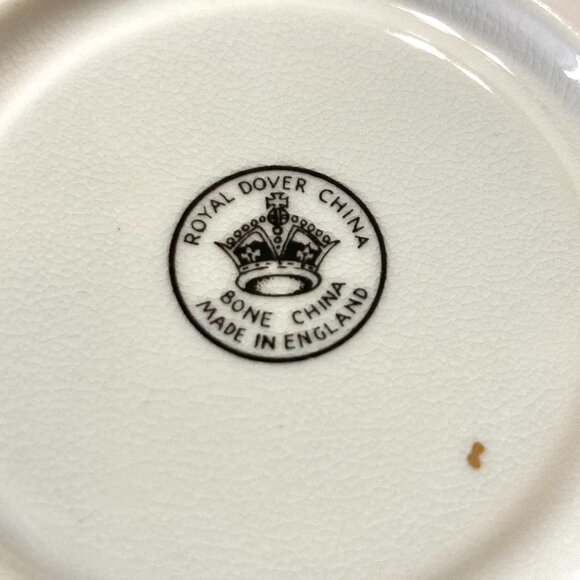 ROYAL DOVER CHINA
BONE CHINA
MADE IN ENGLAND